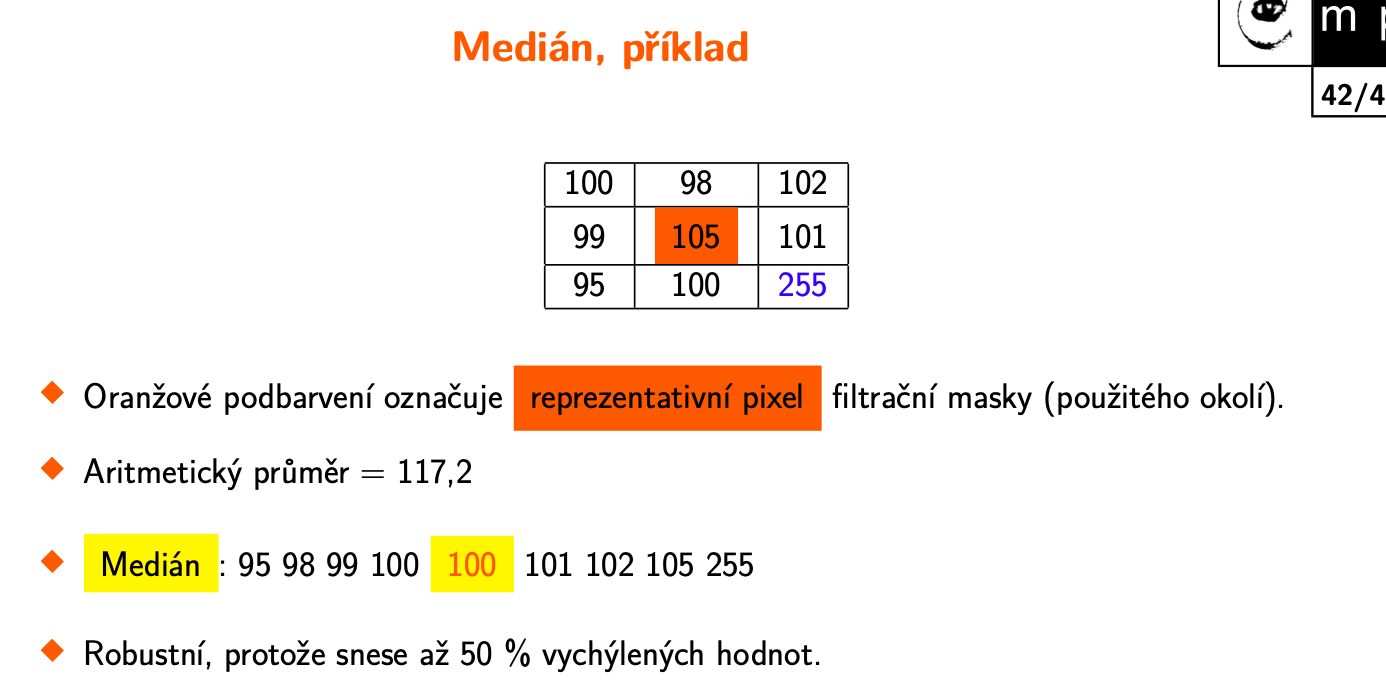 m p
42/4
Medián, příklad
100 98 102
99 105 101
95 100 255
Oranžové podbarvení označuje reprezentativní pixel filtrační masky (použitého okolí).
Aritmetický průměr = 117,2
Medián : 95 98 99 100 100 101 102 105 255
Robustní, protože snese až 50 % vychýlených hodnot.